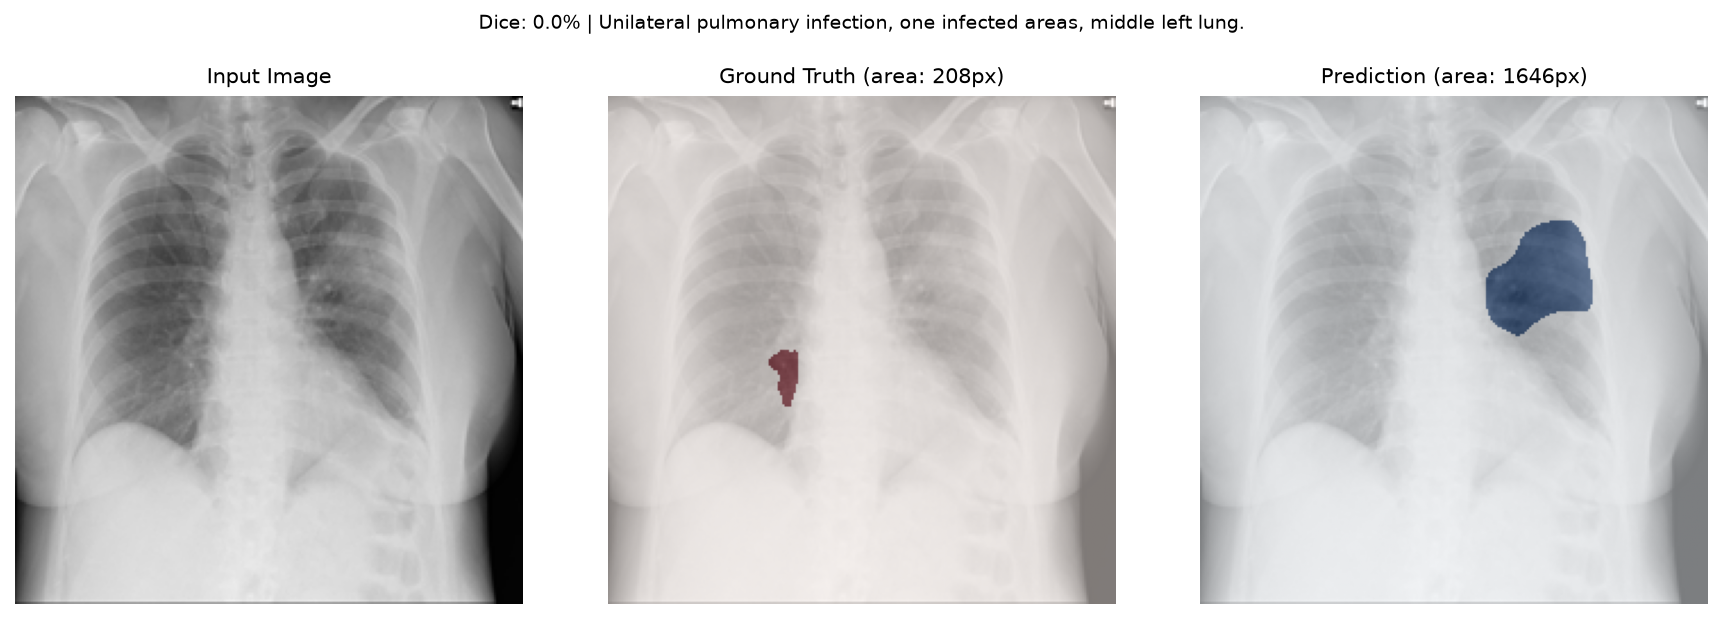 Dice: 0.0% | Unilateral pulmonary infection, one infected areas, middle left lung.
Input Image
Ground Truth (area: 208px)
Prediction (area: 1646px)